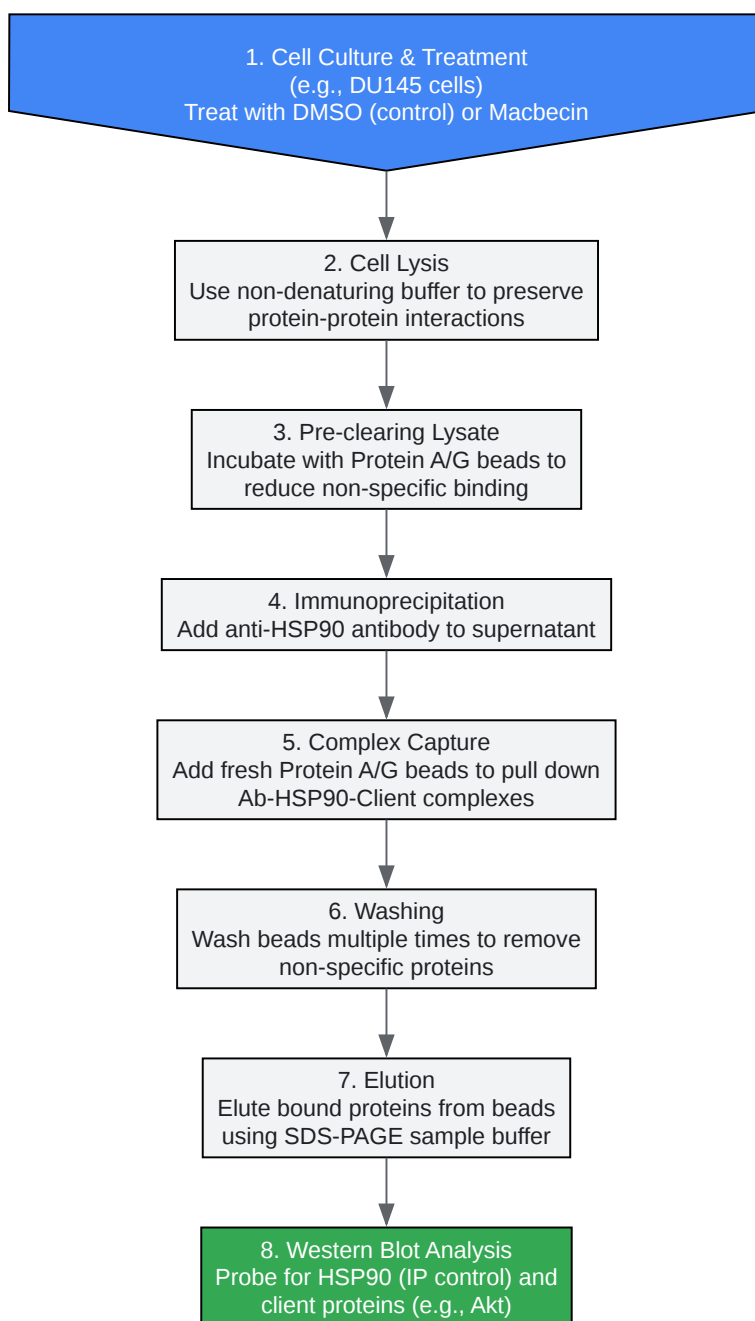 1. Cell Culture & Treatment
(e.g., DU145 cells)
Treat with DMSO (control) or Macbecin
2. Cell Lysis
Use non-denaturing buffer to preserve
protein-protein interactions
3. Pre-clearing Lysate
Incubate with Protein A/G beads to
reduce non-specific binding
4. Immunoprecipitation
Add anti-HSP90 antibody to supernatant
5. Complex Capture
Add fresh Protein A/G beads to pull down
Ab-HSP90-Client complexes
6. Washing
Wash beads multiple times to remove
non-specific proteins
7. Elution
Elute bound proteins from beads
using SDS-PAGE sample buffer
8. Western Blot Analysis
Probe for HSP90 (IP control) and
client proteins (e.g., Akt)